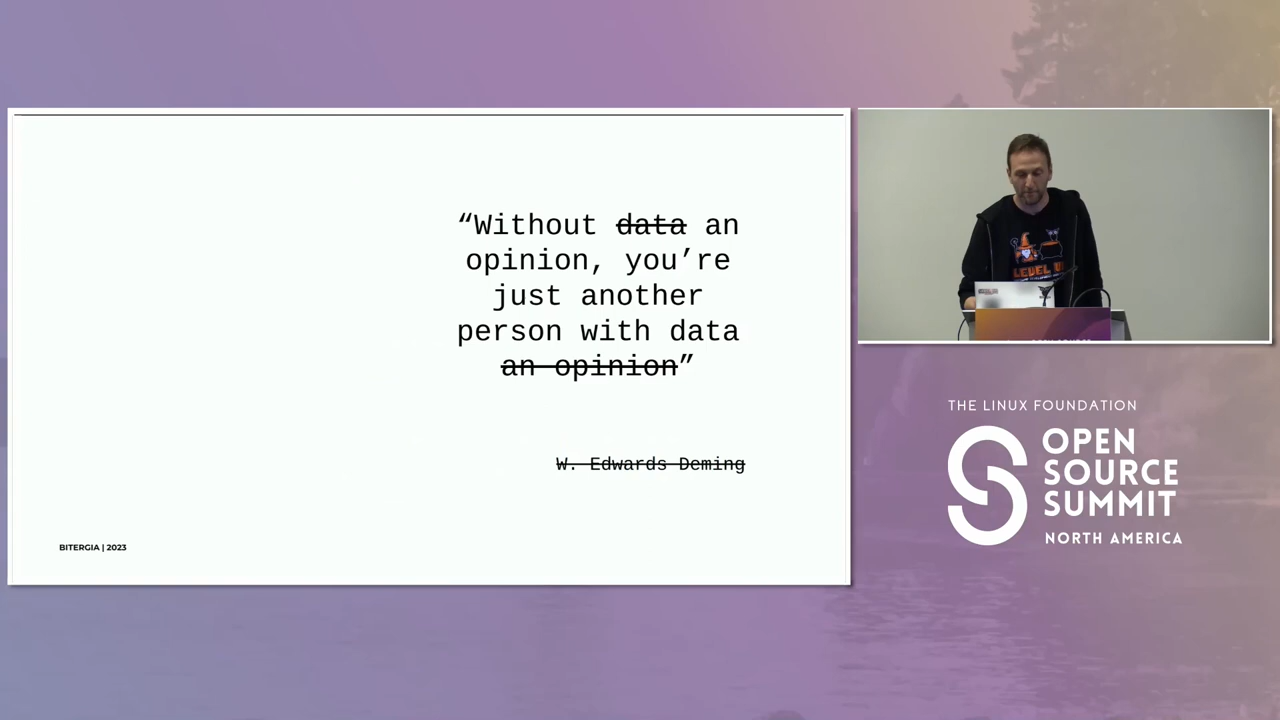 “Without data an
opinion, you’re
just another
person with data
an opinion”
W. Edwards Deming
BITERGIA | 2023
LEVEL U
THE LINUX FOUNDATION
OPEN
SOURCE
SUMMIT
NORTH AMERICA